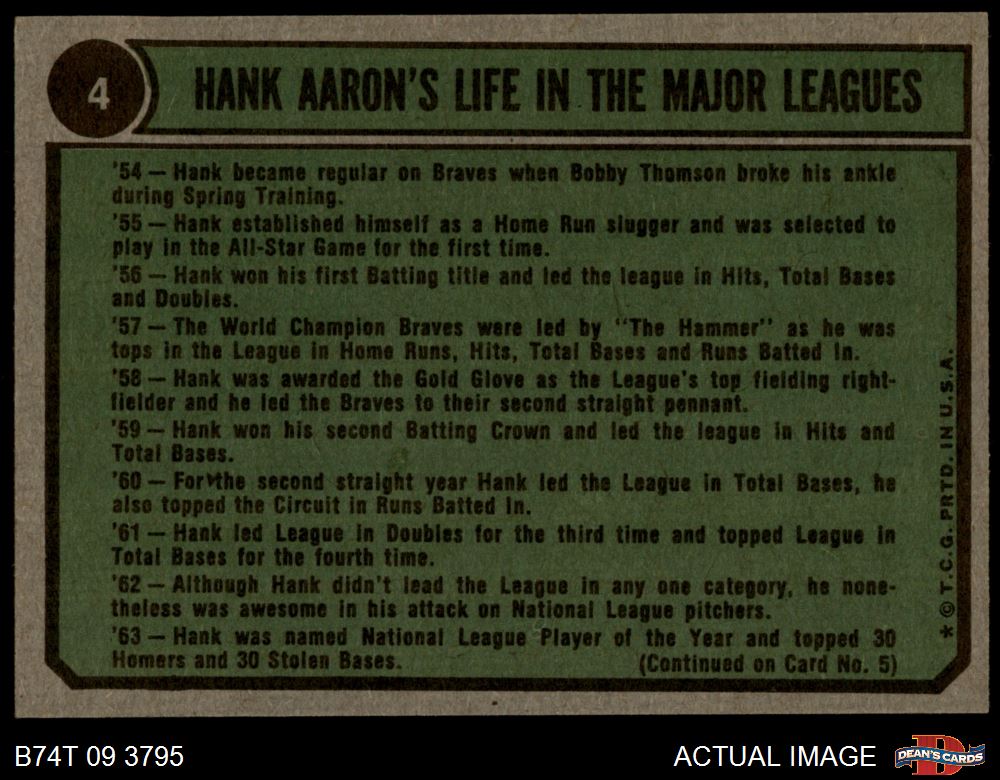 4
HANK AARON'S LIFE IN THE MAJOR LEAGUES
'54 — Hank became regular on Braves when Bobby Thomson broke his ankle
during Spring Training.
'55 — Hank established himself as a Home Run slugger and was selected to
play in the All-Star Game for the first time.
'56 — Hank won his first Batting title and led the league in Hits, Total Bases
and Doubles.
'57 — The World Champion Braves were led by "The Hammer" as he was
tops in the League in Home Runs, Hits, Total Bases and Runs Batted In.
'58 — Hank was awarded the Gold Glove as the League's top fielding right-
fielder and he led the Braves to their second straight pennant.
'59 — Hank won his second Batting Crown and led the league in Hits and
Total Bases.
'60 — For the second straight year Hank led the League in Total Bases, he
also topped the Circuit in Runs Batted In.
'61 — Hank led League in Doubles for the third time and topped League in
Total Bases for the fourth time.
'62 — Although Hank didn't lead the League in any one category, he none-
theless was awesome in his attack on National League pitchers.
'63 — Hank was named National League Player of the Year and topped 30
Homers and 30 Stolen Bases. (Continued on Card No. 5)
* © T.C.G. PRTD. IN U.S.A.
B74T 09 3795
ACTUAL IMAGE
D
DEAN'S CARDS